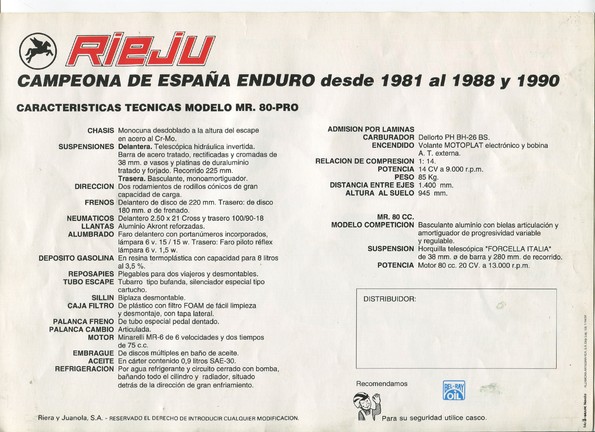 RIEJU
CAMPEONA DE ESPAÑA ENDURO desde 1981 al 1988 y 1990
CARACTERISTICAS TECNICAS MODELO MR. 80-PRO
CHASIS Monocuna desdoblado a la altura del escape
en acero al Cr-Mo.
SUSPENSIONES Delantera. Telescópica hidráulica invertida.
Barra de acero tratado, rectificadas y cromadas de
38 mm. ø vasos y platinas de duraluminio
tratado y forjado. Recorrido 225 mm.
Trasera. Basculante, monoamortiguador.
DIRECCION Dos rodamientos de rodillos cónicos de gran
capacidad de carga.
FRENOS Delantero de disco de 220 mm. Trasero: de disco
180 mm. ø de frenado.
NEUMATICOS Delantero 2.50 x 21 Cross y trasero 100/90-18
LLANTAS Aluminio Akront reforzadas.
ALUMBRADO Faro delantero con portanúmeros incorporados,
lámpara 6 v. 15 / 15 w. Trasero: Faro piloto réflex
lámpara 6 v. 1,5 w.
DEPOSITO GASOLINA En resina termoplástica con capacidad para 8 litros
al 3,5 %.
REPOSAPIES Plegables para dos viajeros y desmontables.
TUBO ESCAPE Tubarro tipo bufanda, silenciador especial tipo
cartucho.
SILLIN Biplaza desmontable.
CAJA FILTRO De plástico con filtro FOAM de fácil limpieza
y desmontaje, con tapa lateral.
PALANCA FRENO De tubo especial pedal dentado.
PALANCA CAMBIO Articulada.
MOTOR Minarelli MR-6 de 6 velocidades y dos tiempos
de 75 c.c.
EMBRAGUE De discos múltiples en baño de aceite.
ACEITE En cárter contenido 0,9 litros SAE-30.
REFRIGERACION Por agua refrigerante y circuito cerrado con bomba,
bañando todo el cilindro y radiador, situado
detrás de la dirección de gran enfriamiento.
Riera y Juanola, S.A. - RESERVADO EL DERECHO DE INTRODUCIR CUALQUIER MODIFICACION.
ADMISION POR LAMINAS
CARBURADOR Dellorto PH BH-26 BS.
ENCENDIDO Volante MOTOPLAT electrónico y bobina
A. T. externa.
RELACION DE COMPRESION 1: 14.
POTENCIA 14 CV a 9.000 r.p.m.
PESO 85 Kg.
DISTANCIA ENTRE EJES 1.400 mm.
ALTURA AL SUELO 945 mm.
MR. 80 CC.
MODELO COMPETICION Basculante aluminio con bielas articulación y
amortiguador de progresividad variable
y regulable.
SUSPENSION Horquilla telescópica "FORCELLA ITALIA"
de 38 mm. ø de barra y 280 mm. de recorrido.
POTENCIA Motor 80 cc. 20 CV. a 13.000 r.p.m.
DISTRIBUIDOR:
Recomendamos
BEL-RAY
OIL
Para su seguridad utilice casco.